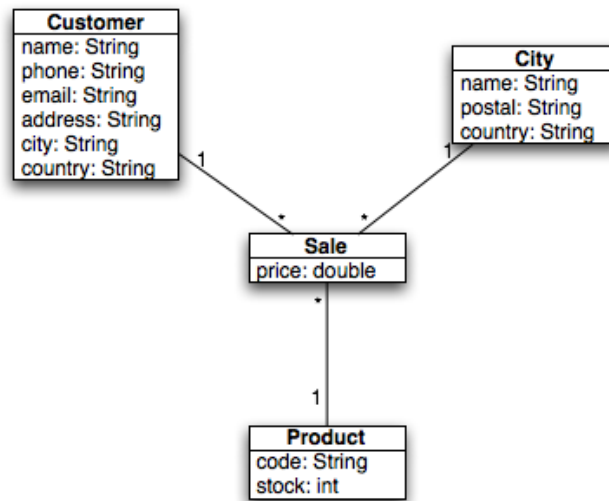 Customer
name: String
phone: String
email: String
address: String
city: String
country: String
City
name: String
postal: String
country: String
1
1
*
*
Sale
price: double
*
1
Product
code: String
stock: int